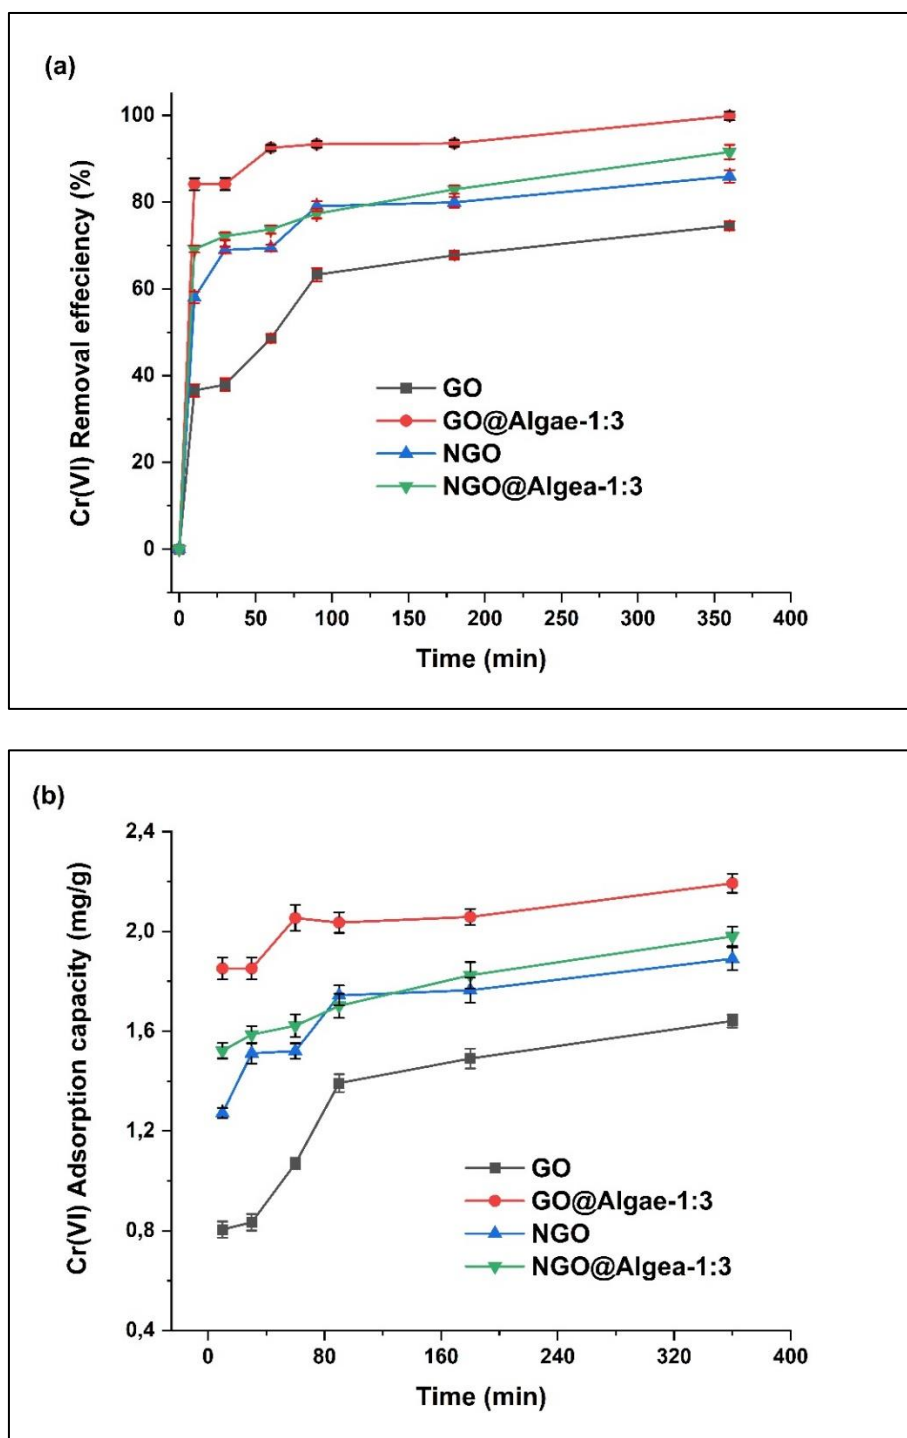 (a)
Cr(VI) Removal effeciency (%)
100
80
60
40
20
0
GO
GO@Algae-1:3
NGO
NGO@Algea-1:3
0 50 100 150 200 250 300 350 400
Time (min)
(b)
Cr(VI) Adsorption capacity (mg/g)
2,4
2,0
1,6
1,2
0,8
0,4
GO
GO@Algae-1:3
NGO
NGO@Algea-1:3
0 80 160 240 320 400
Time (min)